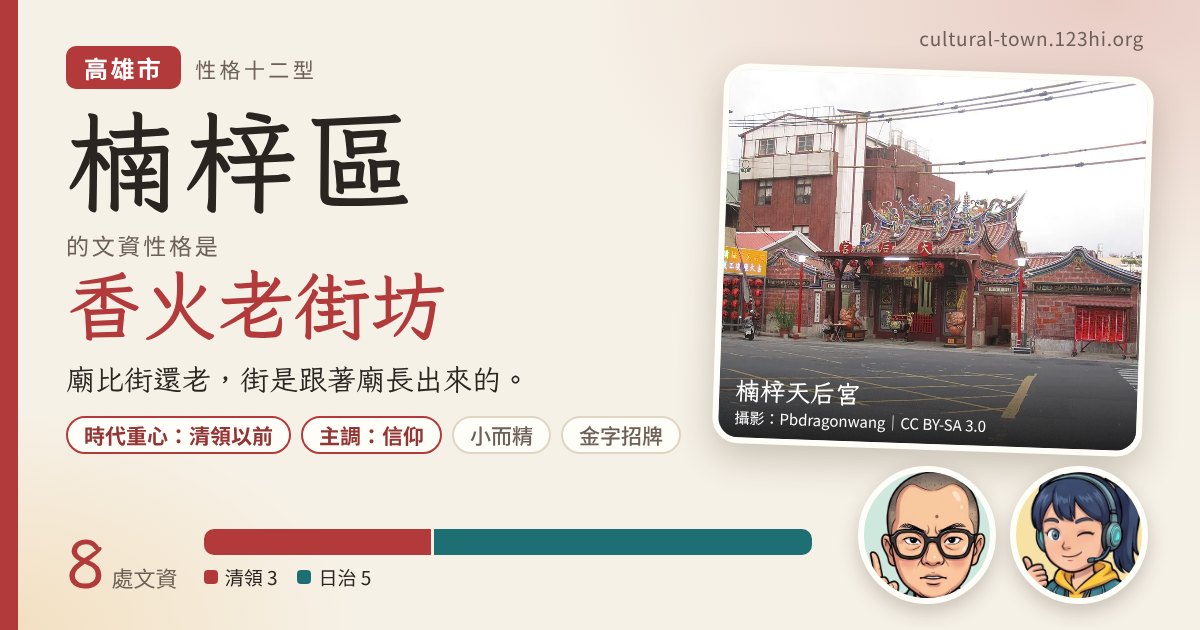 cultural-town.123hi.org
高雄市 性格十二型
楠梓區
的文資性格是
香火老街坊
廟比街還老，街是跟著廟長出來的。
時代重心：清領以前 主調：信仰 小而精 金字招牌
楠梓天后宮
攝影：Pbdragonwang｜CC BY-SA 3.0
8 處文資
清領 3 日治 5